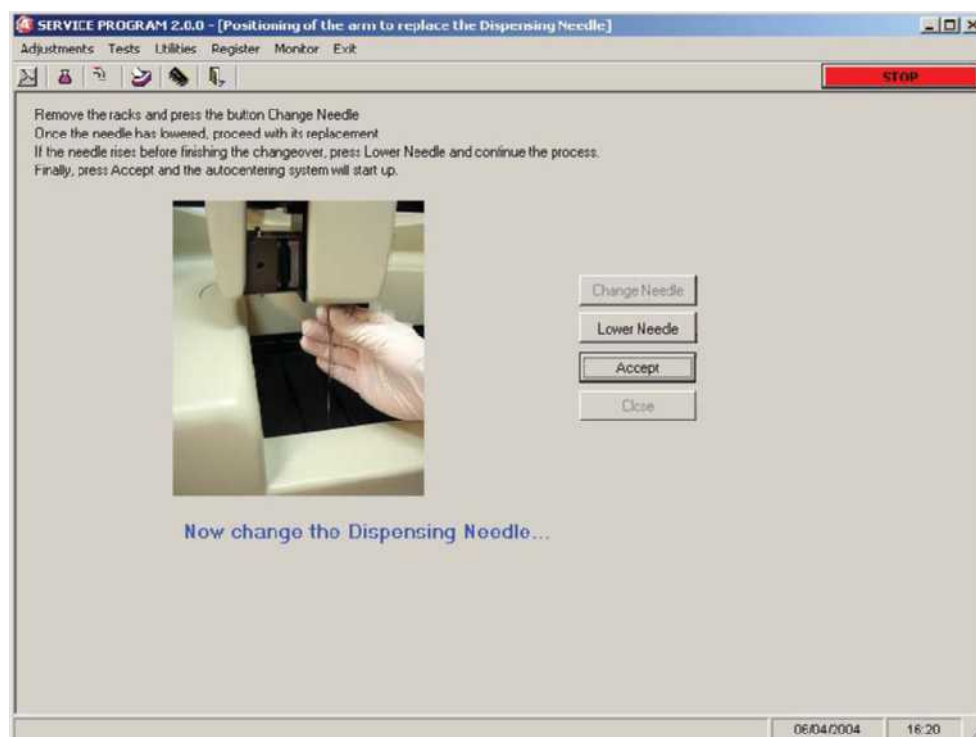 SERVICE PROGRAM 2.0.0 - [Positioning of the arm to replace the Dispensing Needle]
Adjustments Tests Utilities Register Monitor Exit
STOP
Remove the racks and press the button Change Needle
Once the needle has lowered, proceed with its replacement
If the needle rises before finishing the changeover, press Lower Needle and continue the process.
Finally, press Accept and the autocentering system will start up.
Change Needle
Lower Needle
Accept
Close
Now change the Dispensing Needle...
06/04/2004 16:20